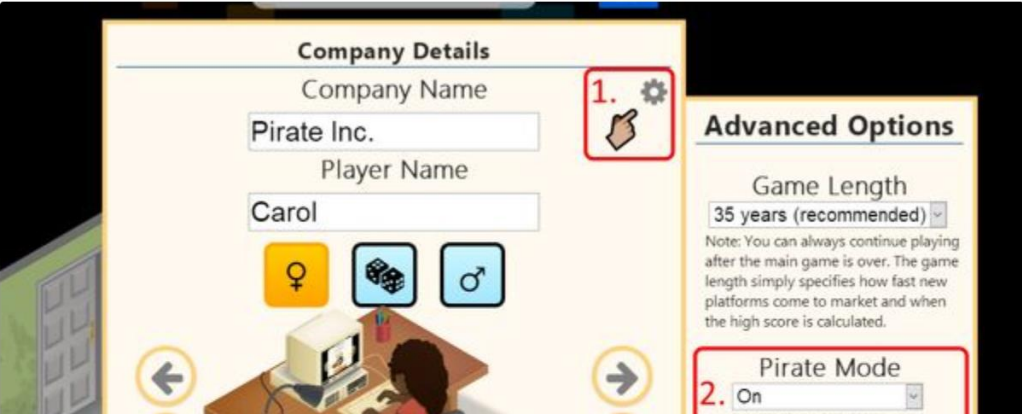 Company Details
Company Name
1.
Pirate Inc.
Player Name
Carol
Advanced Options
Game Length
35 years (recommended)
Note: You can always continue playing
after the main game is over. The game
length simply specifies how fast new
platforms come to market and when
the high score is calculated.
Pirate Mode
2. On